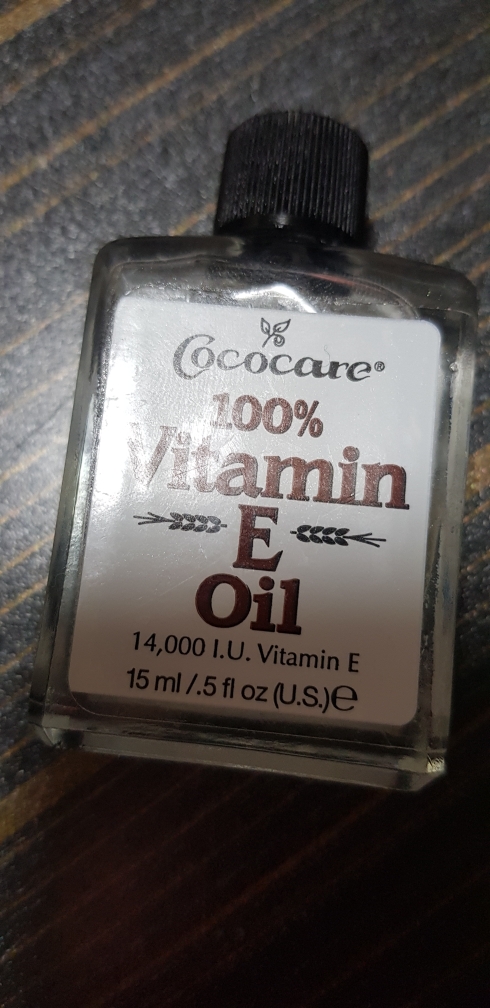 Cococare®
100%
Vitamin
E
Oil
14,000 I.U. Vitamin E
15 ml /.5 fl oz (U.S.)℮